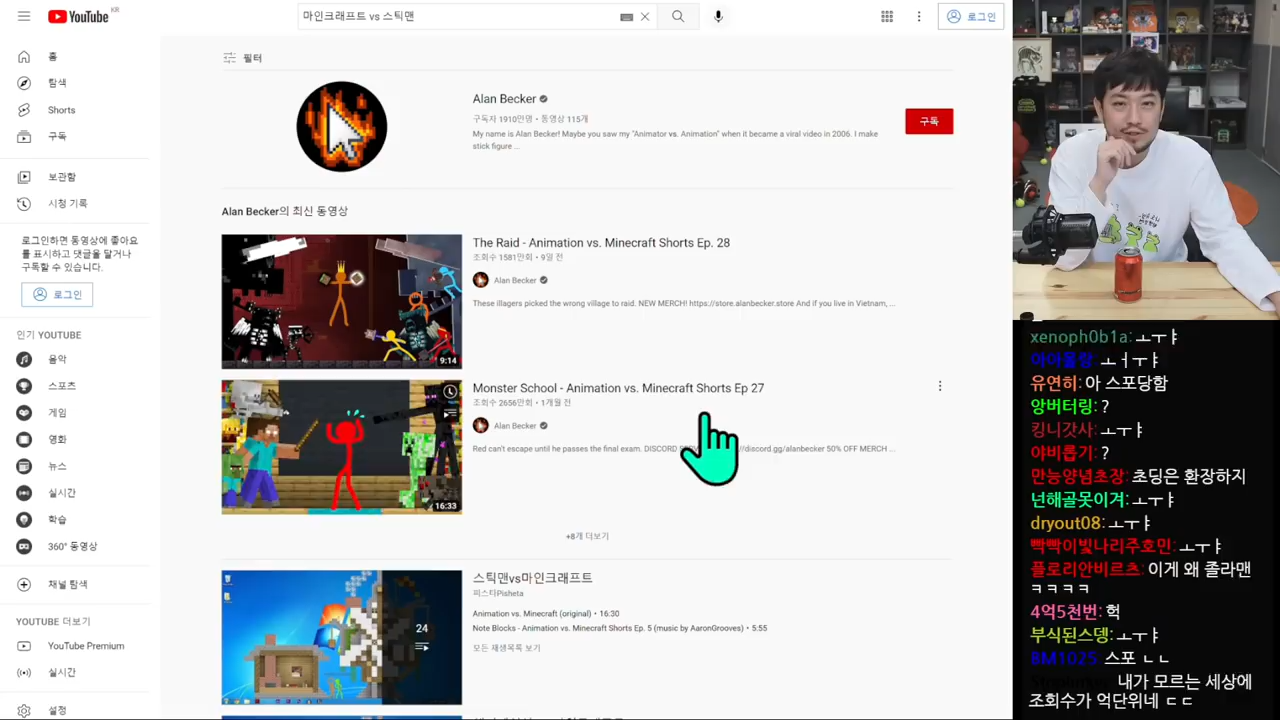 YouTube KR
마인크래프트 vs 스틱맨
로그인
홈
탐색
Shorts
구독
보관함
시청 기록
로그인하면 동영상에 좋아요
를 표시하고 댓글을 달거나
구독할 수 있습니다.
로그인
인기 YOUTUBE
음악
스포츠
게임
영화
뉴스
실시간
학습
360° 동영상
채널 탐색
YOUTUBE 더보기
YouTube Premium
실시간
설정
필터
Alan Becker
구독자 1910만명 • 동영상 115개
My name is Alan Becker! Maybe you saw my "Animator vs. Animation" when it became a viral video in 2006. I make
stick figure ...
구독
Alan Becker의 최신 동영상
9:14
The Raid - Animation vs. Minecraft Shorts Ep. 28
조회수 1581만회 • 9일 전
Alan Becker
These illagers picked the wrong village to raid. NEW MERCH! https://store.alanbecker.store And if you live in Vietnam, ...
16:33
Monster School - Animation vs. Minecraft Shorts Ep 27
조회수 2656만회 • 1개월 전
Alan Becker
Red can't escape until he passes the final exam. DISCORD //discord.gg/alanbecker 50% OFF MERCH ...
+8개 더보기
24
스틱맨vs마인크래프트
피스타Pisheta
Animation vs. Minecraft (original) • 16:30
Note Blocks - Animation vs. Minecraft Shorts Ep. 5 (music by AaronGrooves) • 5:55
모든 재생목록 보기
xenoph0b1a: ㅗㅜㅑ
아아몰랑: ㅗㅓㅜㅑ
유연히: 아 스포당함
앙버터링: ?
킹니갓사: ㅗㅜㅑ
야비롭기: ?
만능양념초장: 초딩은 환장하지
넌해골못이겨: ㅗㅜㅑ
dryout08: ㅗㅜㅑ
빡빡이빛나리주호민: ㅗㅜㅑ
플로리안비르츠: 이게 왜 졸라맨
ㅋㅋㅋㅋ
4억5천번: 헉
부식된스뎅: ㅗㅜㅑ
BM1025: 스포 ㄴㄴ
내가 모르는 세상에
조회수가 억단위네 ㄷㄷ